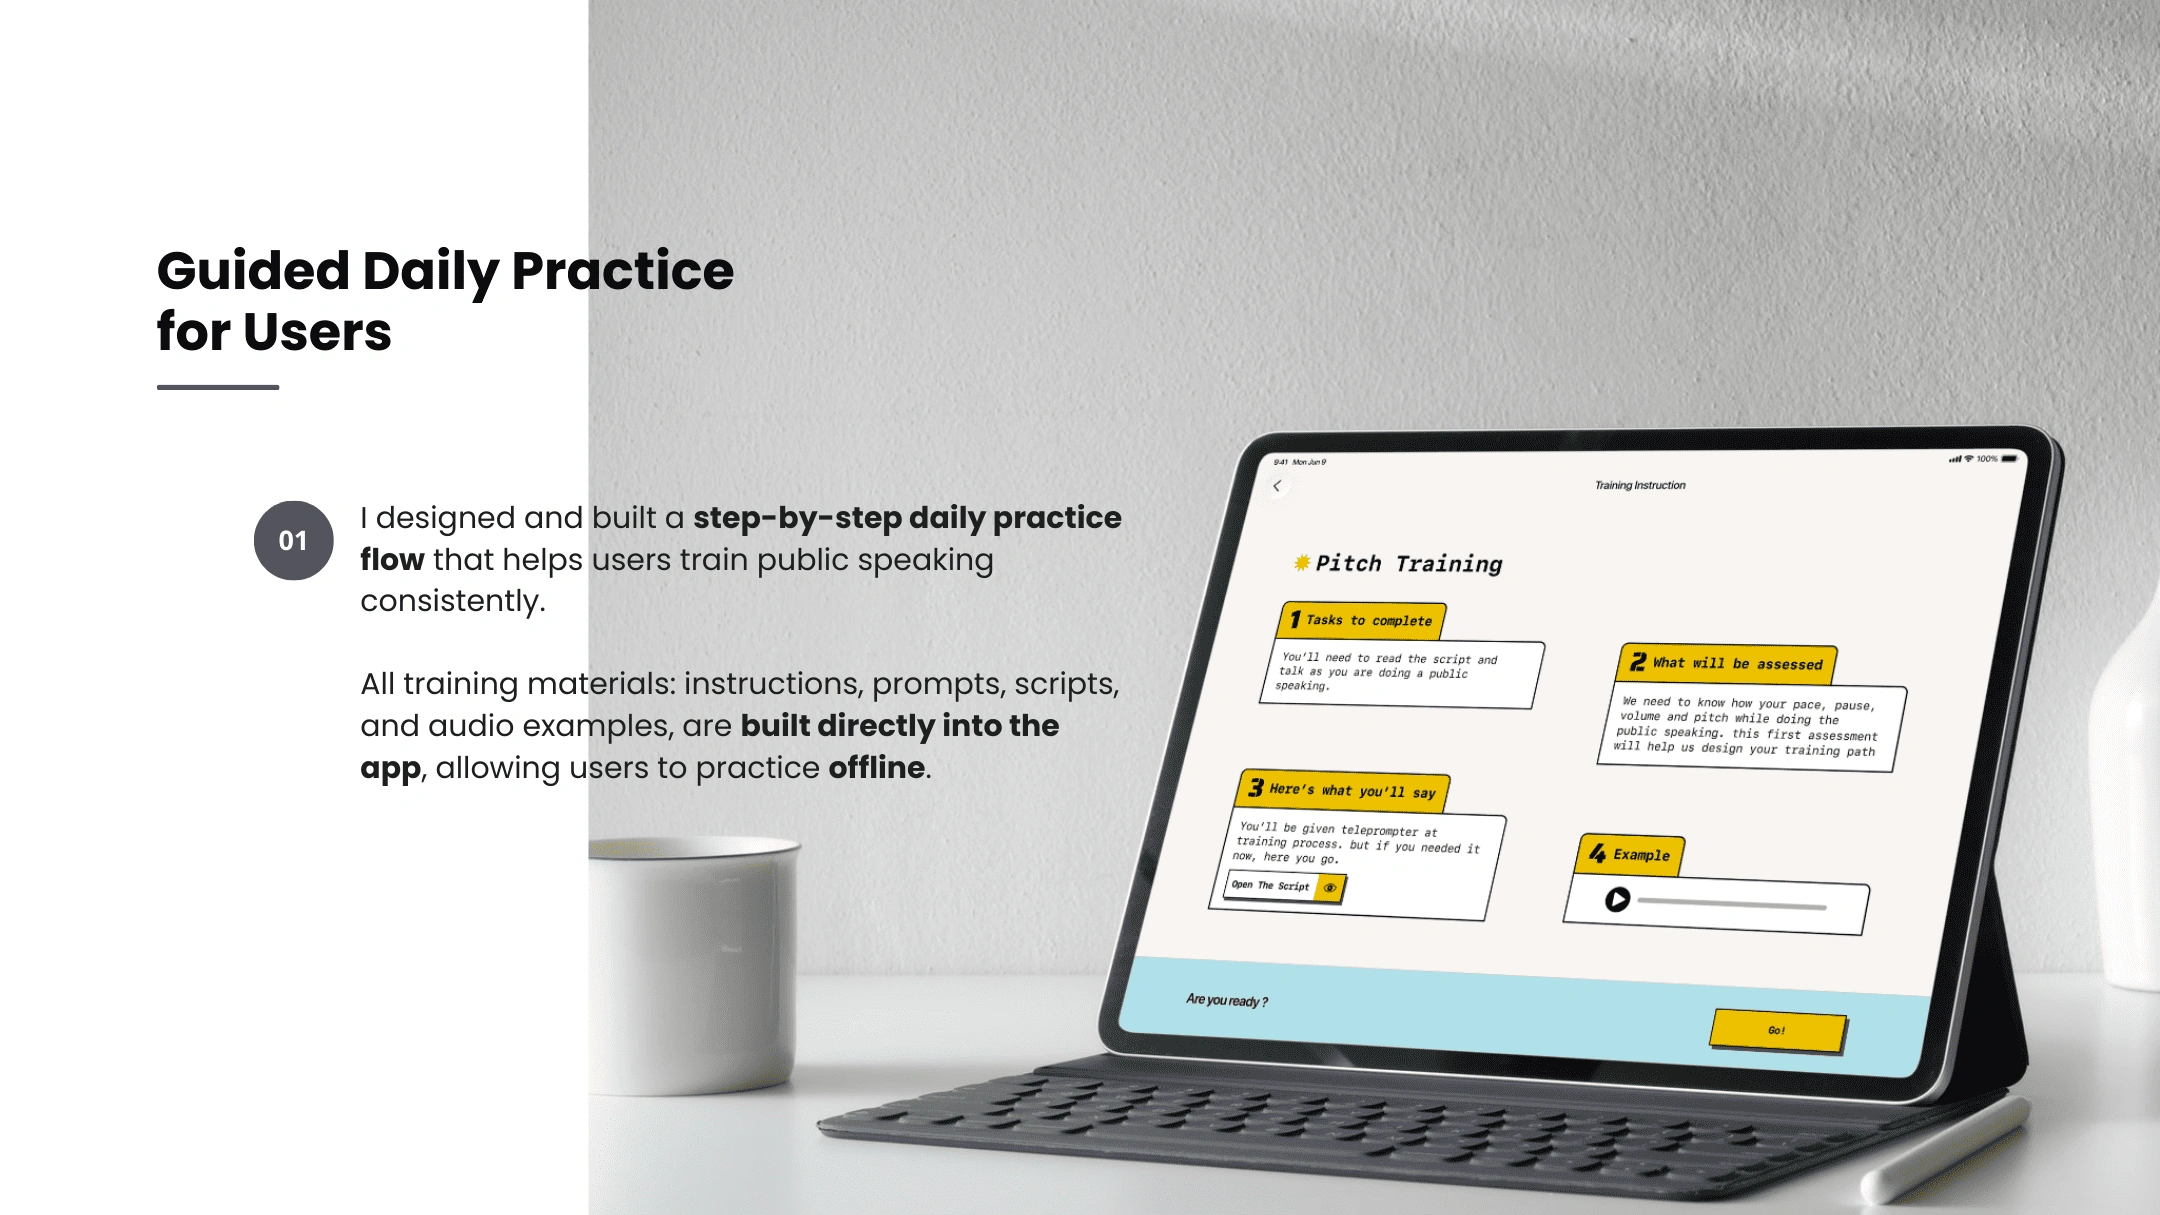 Guided Daily Practice
for Users
01
I designed and built a step-by-step daily practice
flow that helps users train public speaking
consistently.
All training materials: instructions, prompts, scripts,
and audio examples, are built directly into the
app, allowing users to practice offline.
9:41 Mon Jun 9
100%
Training Instruction
Pitch Training
1 Tasks to complete
You'll need to read the script and
talk as you are doing a public
speaking.
2 What will be assessed
We need to know how your pace, pause,
volume and pitch while doing the
public speaking. this first assessment
will help us design your training path
3 Here's what you'll say
You'll be given teleprompter at
training process. but if you needed it
now, here you go.
Open The Script
4 Example
Are you ready ?
Go!